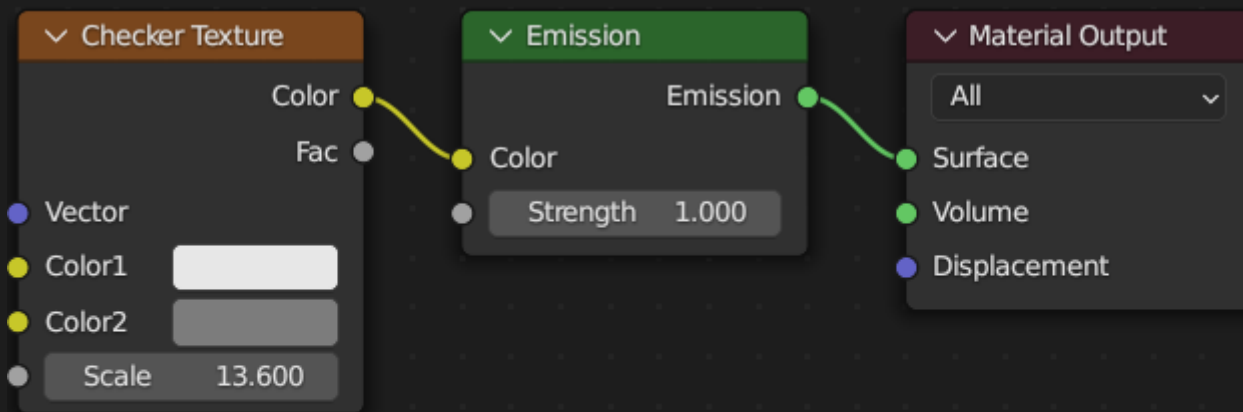 Checker Texture
Color
Fac
Vector
Color1
Color2
Scale 13.600
Emission
Emission
Color
Strength 1.000
Material Output
All
Surface
Volume
Displacement